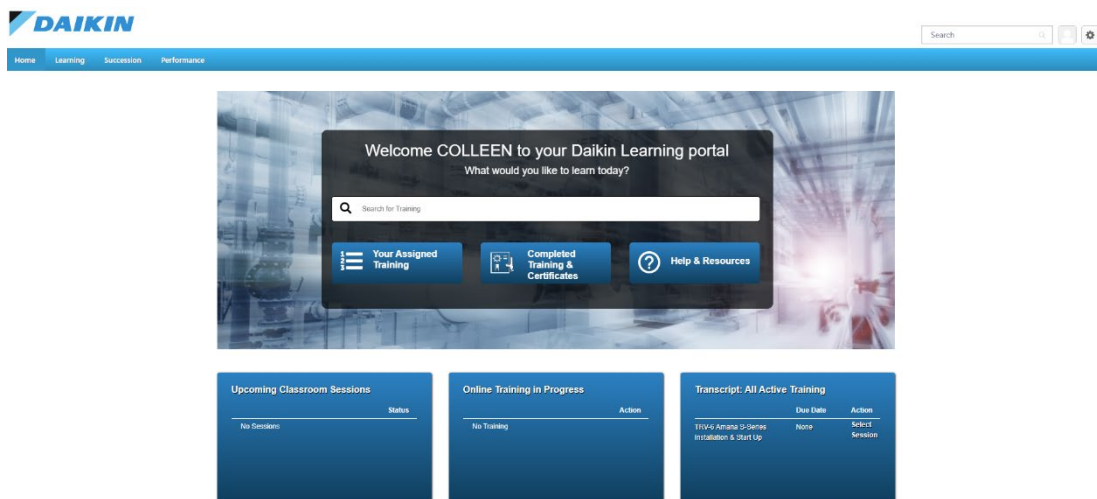 DAIKIN
Search
Home Learning Succession Performance
Welcome COLLEEN to your Daikin Learning portal
What would you like to learn today?
Search for Training
1 2 3
Your Assigned
Training
Completed
Training &
Certificates
? Help & Resources
Upcoming Classroom Sessions
Status
No Sessions
Online Training in Progress
Action
No Training
Transcript: All Active Training
Due Date Action
TRV-6 Amana S-Series None Select
Installation & Start Up Session